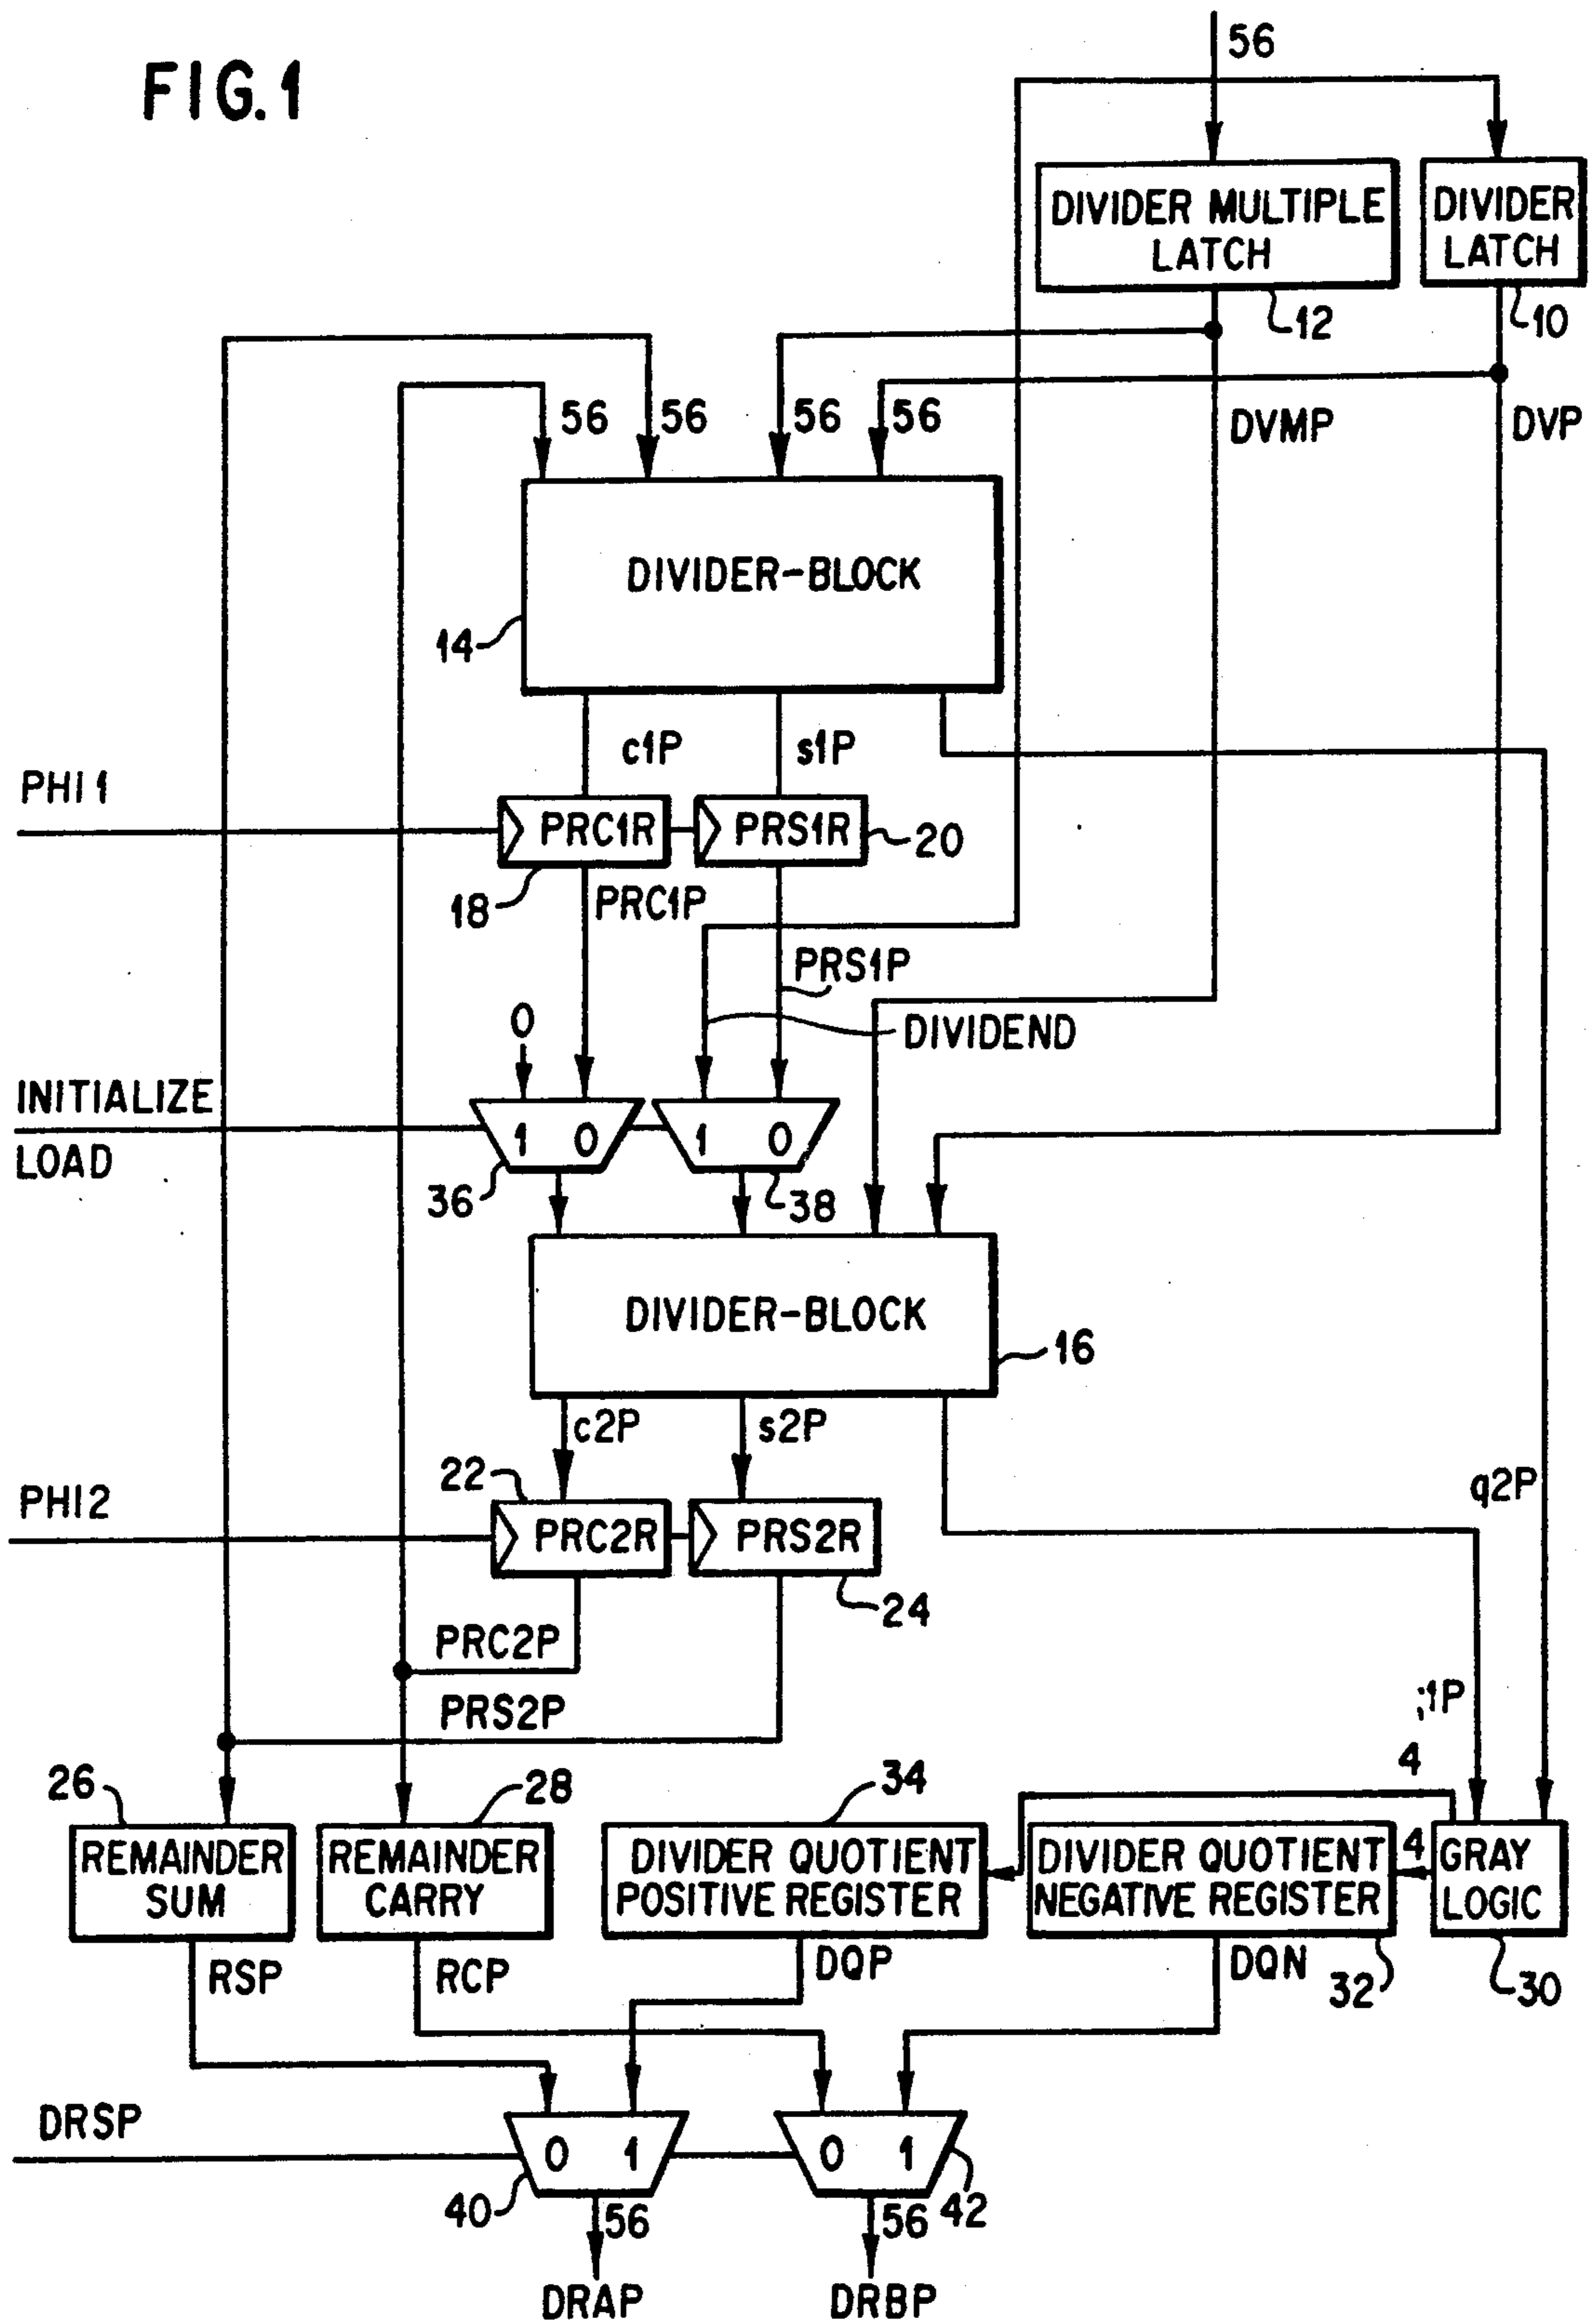 FIG.1
56
DIVIDER MULTIPLE
LATCH
DIVIDER
LATCH
12
10
56
56
56
56
DVMP
DVP
DIVIDER-BLOCK
14
c1P
s1P
PHI1
PRC1R
PRS1R
20
18
PRC1P
PRS1P
0
DIVIDEND
INITIALIZE
LOAD
1 0
1 0
36
38
DIVIDER-BLOCK
16
c2P
s2P
22
q2P
PHI2
PRC2R
PRS2R
24
PRC2P
PRS2P
;1P
4
26
28
34
REMAINDER
SUM
REMAINDER
CARRY
DIVIDER QUOTIENT
POSITIVE REGISTER
DIVIDER QUOTIENT
NEGATIVE REGISTER
4
GRAY
LOGIC
RSP
RCP
DQP
DQN
32
30
DRSP
0 1
0 1
40
56
56
42
DRAP
DRBP